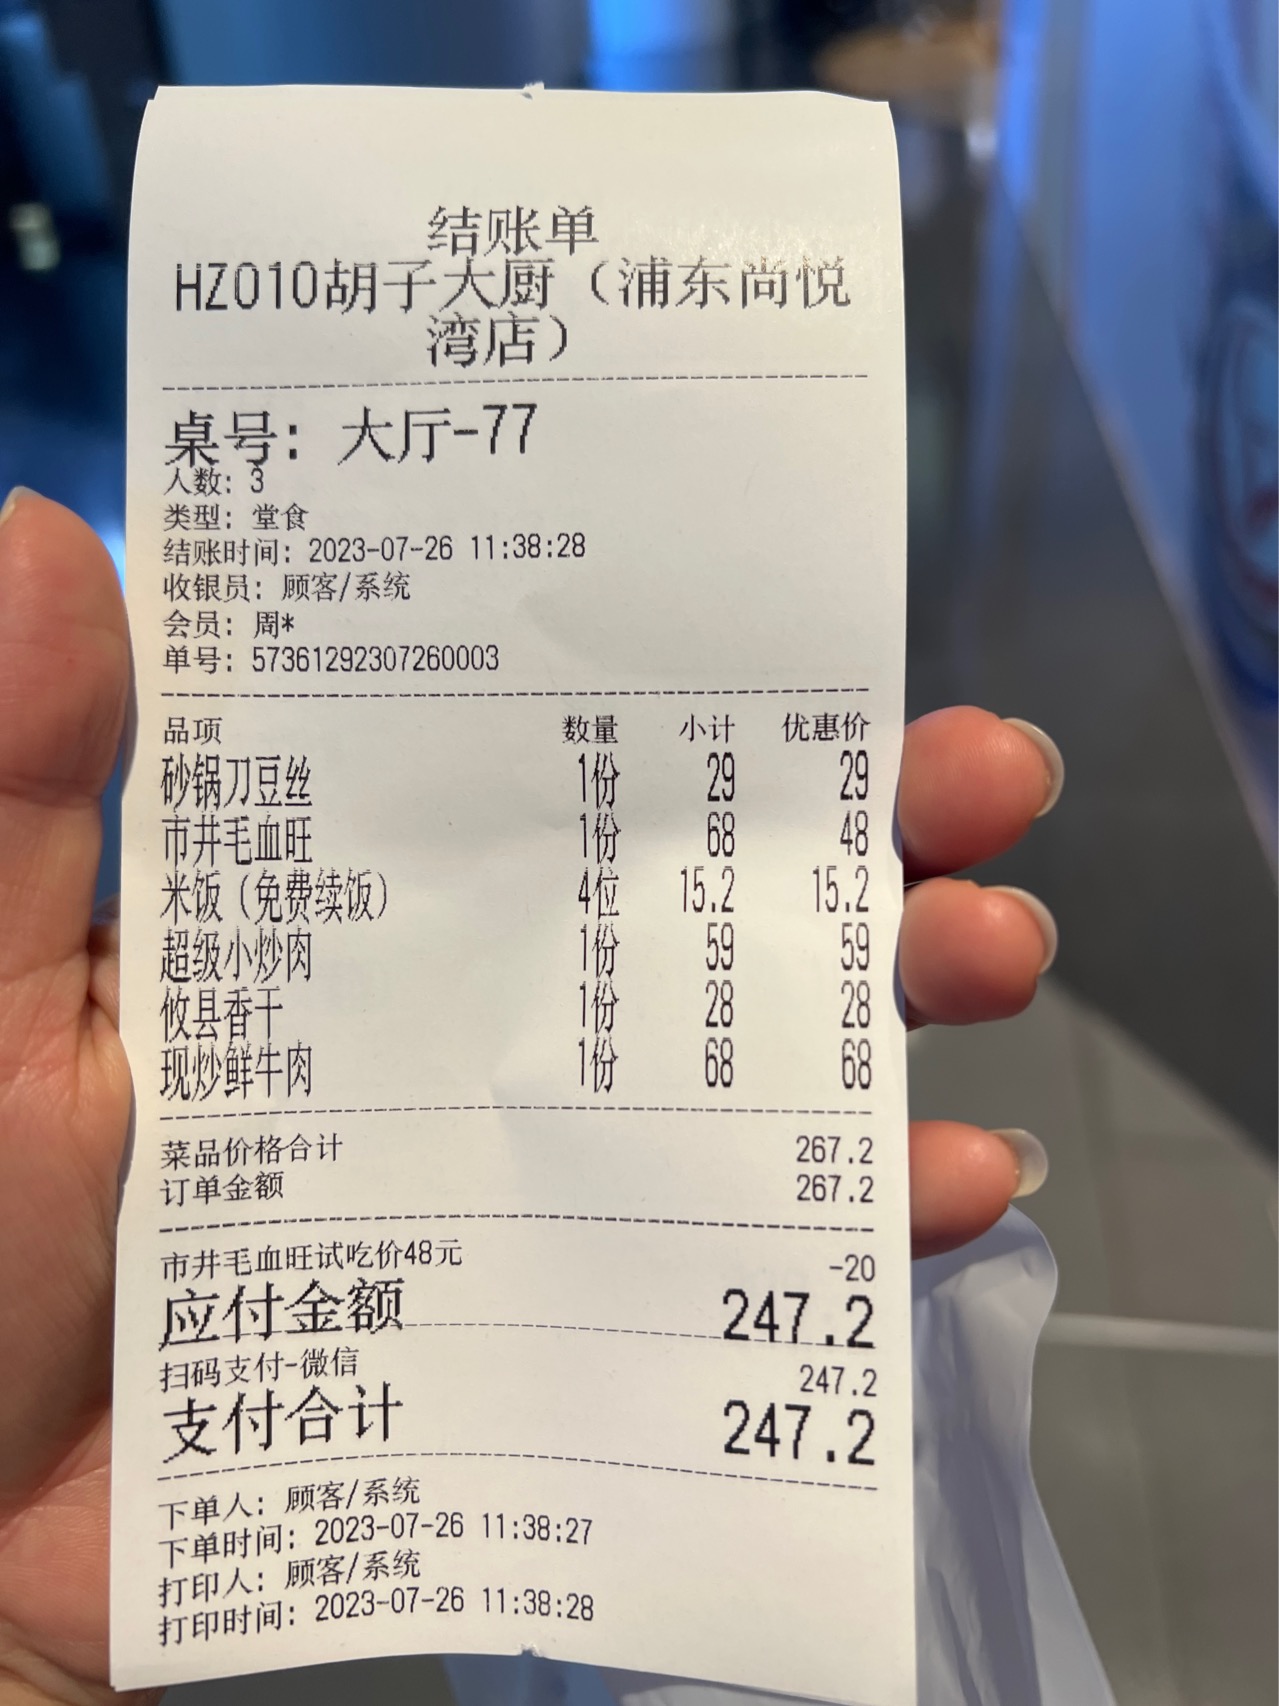 结账单
HZ010胡子大厨（浦东尚悦
湾店）
桌号：大厅-77
人数：3
类型：堂食
结账时间：2023-07-26 11:38:28
收银员：顾客/系统
会员：周*
单号：57361292307260003
品项 数量 小计 优惠价
砂锅刀豆丝 1份 29 29
市井毛血旺 1份 68 48
米饭（免费续饭） 4位 15.2 15.2
超级小炒肉 1份 59 59
攸县香干 1份 28 28
现炒鲜牛肉 1份 68 68
菜品价格合计 267.2
订单金额 267.2
市井毛血旺试吃价48元 -20
应付金额 247.2
扫码支付-微信 247.2
支付合计 247.2
下单人：顾客/系统
下单时间：2023-07-26 11:38:27
打印人：顾客/系统
打印时间：2023-07-26 11:38:28